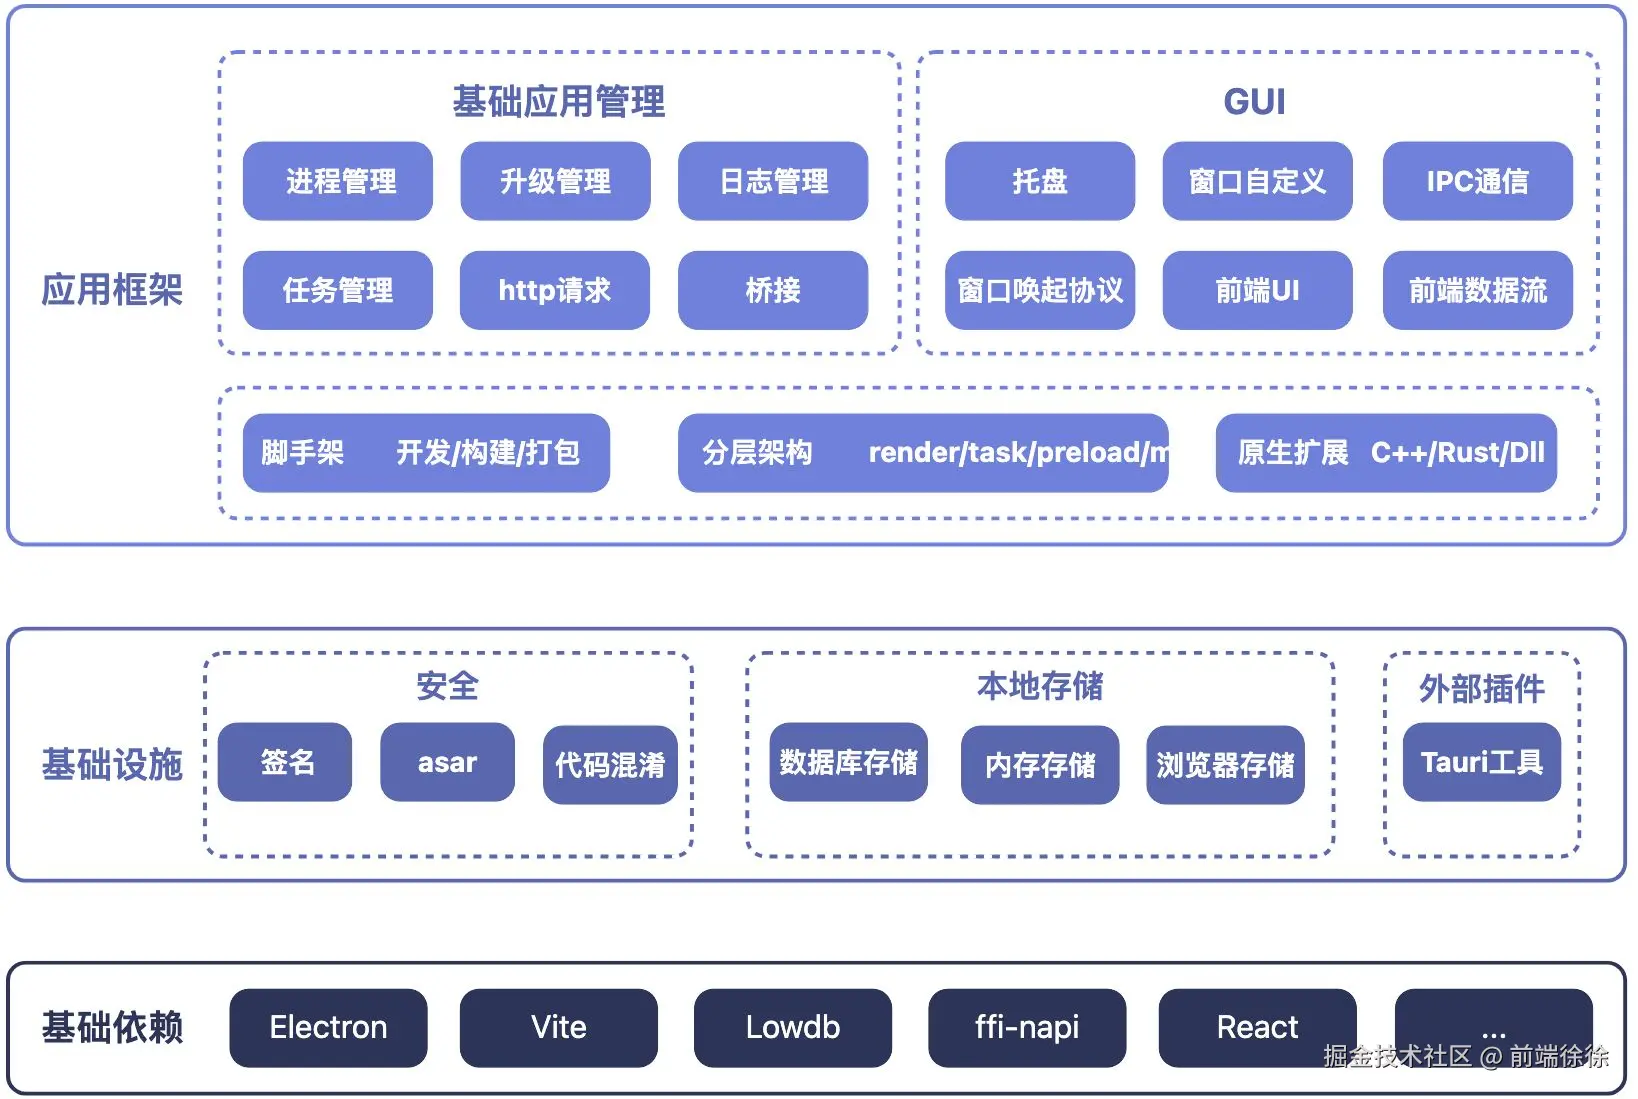 应用框架
基础应用管理
进程管理
升级管理
日志管理
任务管理
http请求
桥接
GUI
托盘
窗口自定义
IPC通信
窗口唤起协议
前端UI
前端数据流
脚手架 开发/构建/打包
分层架构 render/task/preload/m
原生扩展 C++/Rust/Dll
基础设施
安全
签名
asar
代码混淆
本地存储
数据库存储
内存存储
浏览器存储
外部插件
Tauri工具
基础依赖
Electron
Vite
Lowdb
ffi-napi
React
...
掘金技术社区 @ 前端徐徐